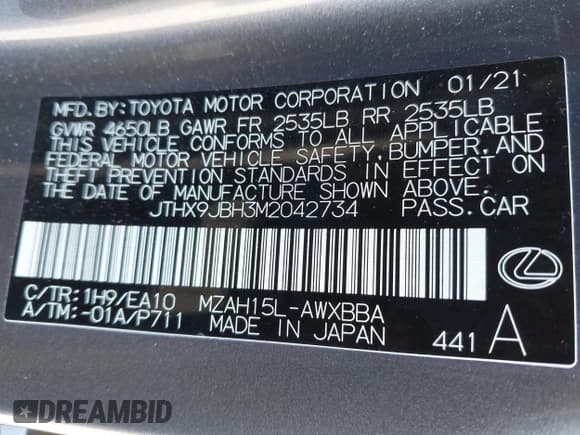 MFD.BY:TOYOTA MOTOR CORPORATION 01/21
GVWR 4650LB GAWR FR 2535LB RR 2535LB
THIS VEHICLE CONFORMS TO ALL APPLICABLE
FEDERAL MOTOR VEHICLE SAFETY,BUMPER,AND
THEFT PREVENTION STANDARDS IN EFFECT ON
THE DATE OF MANUFACTURE SHOWN ABOVE.
JTHX9JBH3M2042734 PASS.CAR
C/TR:1H9/EA10 MZAH15L-AWXBBA
A/TM:-01A/P711 MADE IN JAPAN 441 A
DREAMBID